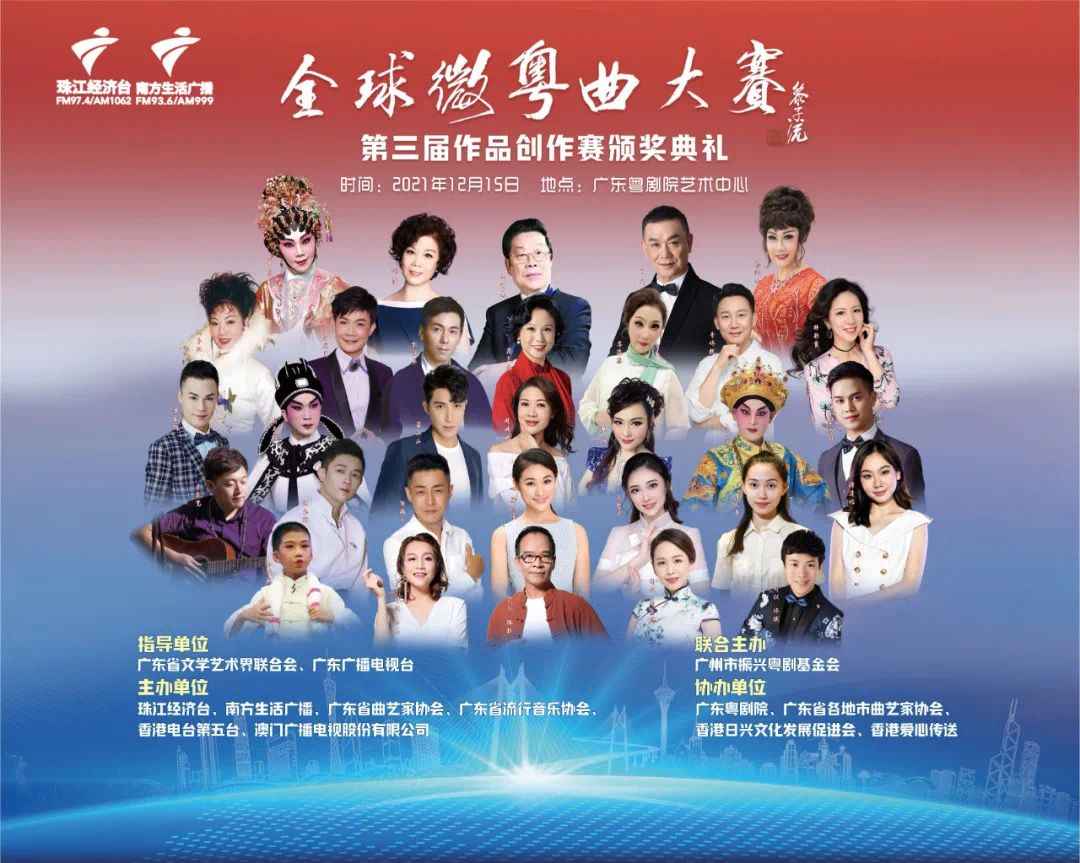 珠江经济台 南方生活广播
FM97.4/AM1062 FM93.6/AM999
全球微粤曲大赛
第三届作品创作赛颁奖典礼
时间：2021年12月15日 地点：广东粤剧院艺术中心
指导单位
广东省文学艺术界联合会、广东广播电视台
主办单位
珠江经济台、南方生活广播、广东省曲艺家协会、广东省流行音乐协会、
香港电台第五台、澳门广播电视股份有限公司
联合主办
广州市振兴粤剧基金会
协办单位
广东粤剧院、广东省各地市曲艺家协会、
香港日兴文化发展促进会、香港爱心传送